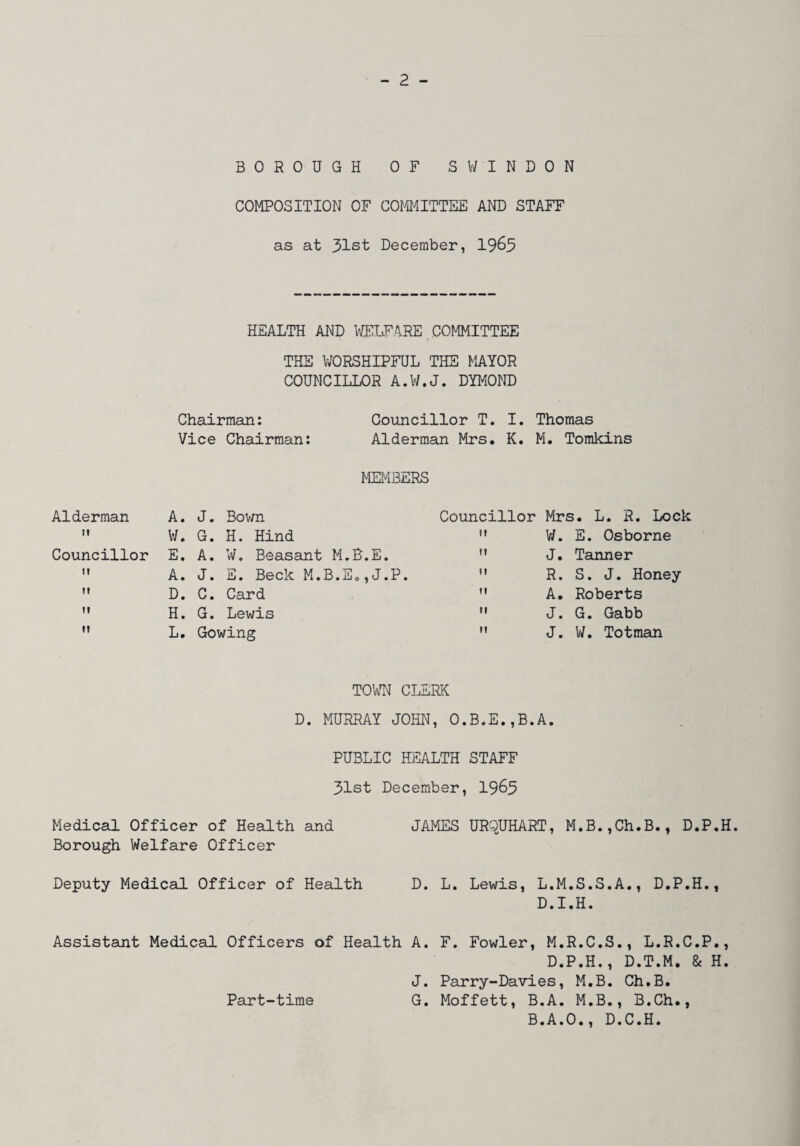 - 2 -
BOROUGH OF SWINDON
COMPOSITION OF COMMITTEE AND STAFF
as at 31st December, 1965
HEALTH AND WELFARE COMMITTEE
THE WORSHIPFUL THE MAYOR
COUNCILLOR A.W.J. DYMOND
Chairman: Councillor T. I. Thomas
Vice Chairman: Alderman Mrs. K. M. Tomkins
MEMBERS
Alderman A. J. Bown Councillor Mrs. L. R. Lock
" W. G. H. Hind " W. E. Osborne
Councillor E. A. W. Beasant M.B.E. " J. Tanner
" A. J. E. Beck M.B.E.,J.P. " R. S. J. Honey
" D. C. Card " A. Roberts
" H. G. Lewis " J. G. Gabb
" L. Gowing " J. W. Totman
TOWN CLERK
D. MURRAY JOHN, O.B.E.,B.A.
PUBLIC HEALTH STAFF
31st December, 1965
Medical Officer of Health and JAMES URQUHART, M.B.,Ch.B., D.P.H.
Borough Welfare Officer
Deputy Medical Officer of Health D. L. Lewis, L.M.S.S.A., D.P.H.,
D.I.H.
Assistant Medical Officers of Health A. F. Fowler, M.R.C.S., L.R.C.P.,
D.P.H., D.T.M. & H.
J. Parry-Davies, M.B. Ch.B.
Part-time G. Moffett, B.A. M.B., B.Ch.,
B.A.O., D.C.H.